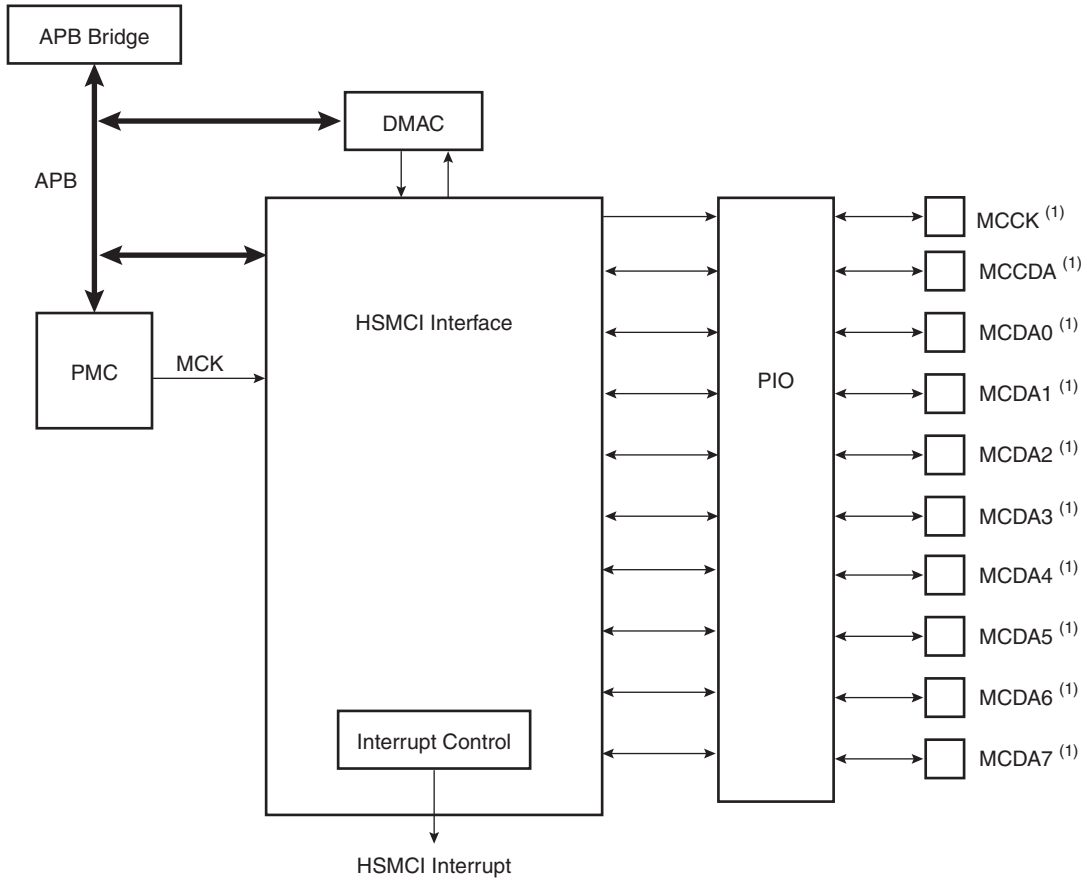 APB Bridge
DMAC
APB
MCCK (1)
MCCDA (1)
HSMCI Interface
MCDA0 (1)
PMC
MCK
PIO
MCDA1 (1)
MCDA2 (1)
MCDA3 (1)
MCDA4 (1)
MCDA5 (1)
MCDA6 (1)
Interrupt Control
MCDA7 (1)
HSMCI Interrupt